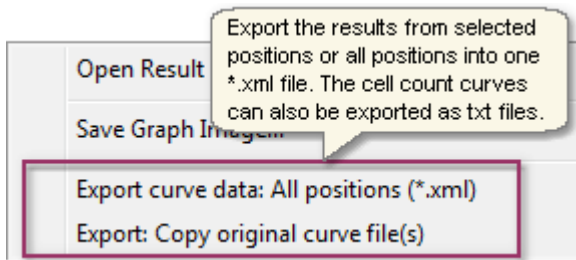 Export the results from selected
positions or all positions into one
*.xml file. The cell count curves
can also be exported as txt files.
Open Result
Save Graph Image...
Export curve data: All positions (*.xml)
Export: Copy original curve file(s)